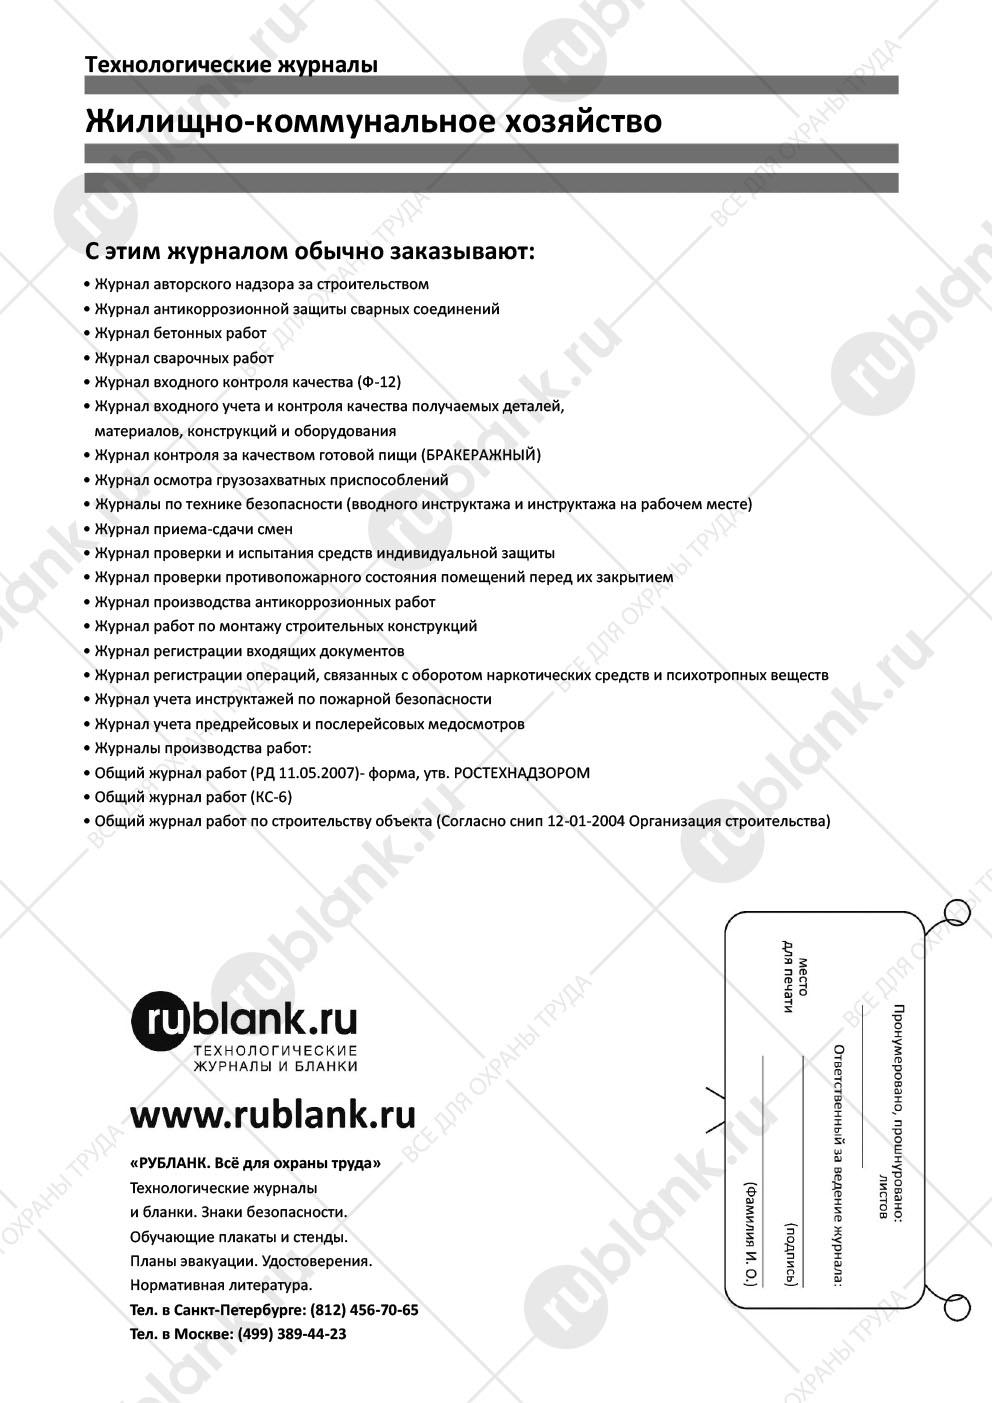 Технологические журналы
Жилищно-коммунальное хозяйство
С этим журналом обычно заказывают:
• Журнал авторского надзора за строительством
• Журнал антикоррозионной защиты сварных соединений
• Журнал бетонных работ
• Журнал сварочных работ
• Журнал входного контроля качества (Ф-12)
• Журнал входного учета и контроля качества получаемых деталей,
материалов, конструкций и оборудования
• Журнал контроля за качеством готовой пищи (БРАКЕРАЖНЫЙ)
• Журнал осмотра грузозахватных приспособлений
• Журналы по технике безопасности (вводного инструктажа и инструктажа на рабочем месте)
• Журнал приема-сдачи смен
• Журнал проверки и испытания средств индивидуальной защиты
• Журнал проверки противопожарного состояния помещений перед их закрытием
• Журнал производства антикоррозионных работ
• Журнал работ по монтажу строительных конструкций
• Журнал регистрации входящих документов
• Журнал регистрации операций, связанных с оборотом наркотических средств и психотропных веществ
• Журнал учета инструктажей по пожарной безопасности
• Журнал учета предрейсовых и послерейсовых медосмотров
• Журналы производства работ:
• Общий журнал работ (РД 11.05.2007)- форма, утв. РОСТЕХНАДЗОРОМ
• Общий журнал работ (КС-6)
• Общий журнал работ по строительству объекта (Согласно снип 12-01-2004 Организация строительства)
rublank.ru
ТЕХНОЛОГИЧЕСКИЕ
ЖУРНАЛЫ И БЛАНКИ
www.rublank.ru
«РУБЛАНК. Всё для охраны труда»
Технологические журналы
и бланки. Знаки безопасности.
Обучающие плакаты и стенды.
Планы эвакуации. Удостоверения.
Нормативная литература.
Тел. в Санкт-Петербурге: (812) 456-70-65
Тел. в Москве: (499) 389-44-23
Пронумеровано, прошнуровано:
листов
Ответственный за ведение журнала:
место
для печати
(подпись)
(Фамилия И. О.)
rublank.ru
ВСЕ ДЛЯ ОХРАНЫ ТРУДА